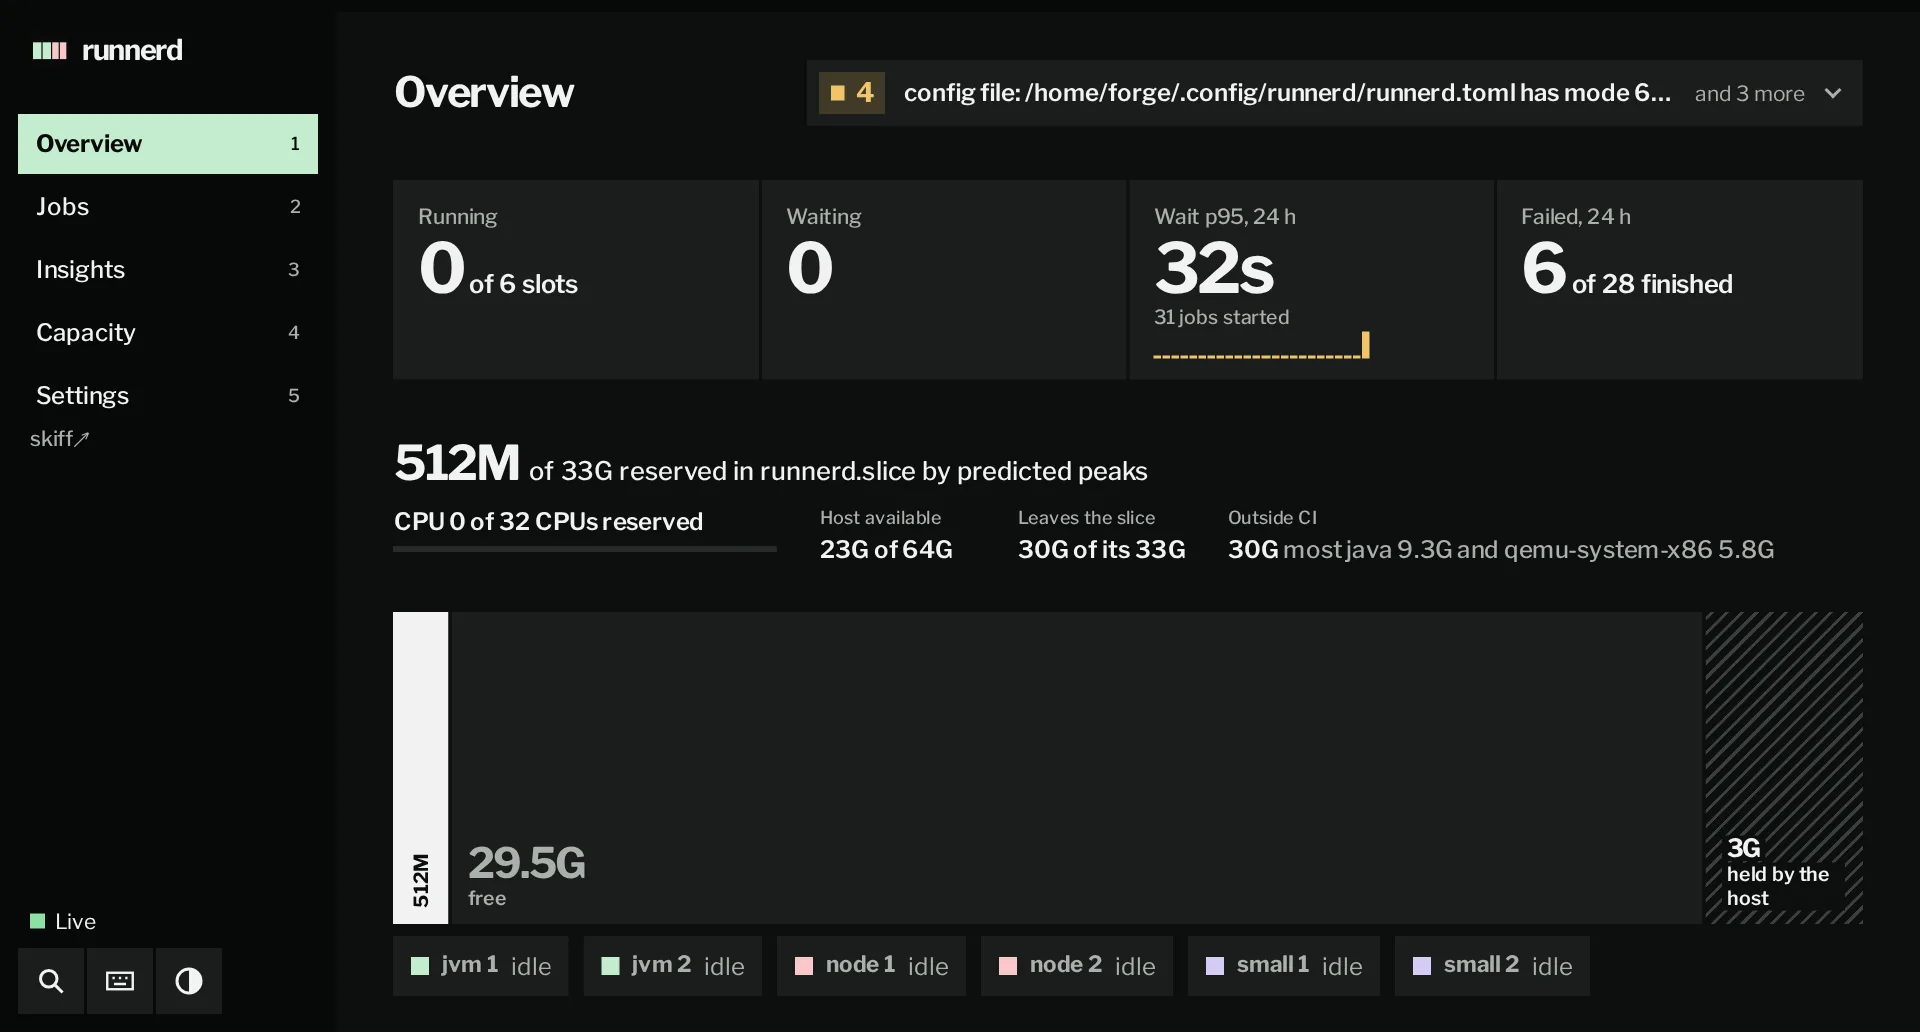 runnerd
Overview 1
Jobs 2
Insights 3
Capacity 4
Settings 5
skiff↗
Live
Overview
4 config file: /home/forge/.config/runnerd/runnerd.toml has mode 6... and 3 more
Running
0 of 6 slots
Waiting
0
Wait p95, 24 h
32s
31 jobs started
Failed, 24 h
6 of 28 finished
512M of 33G reserved in runnerd.slice by predicted peaks
CPU 0 of 32 CPUs reserved
Host available
23G of 64G
Leaves the slice
30G of its 33G
Outside CI
30G most java 9.3G and qemu-system-x86 5.8G
512M
29.5G
free
3G
held by the
host
jvm 1 idle
jvm 2 idle
node 1 idle
node 2 idle
small 1 idle
small 2 idle